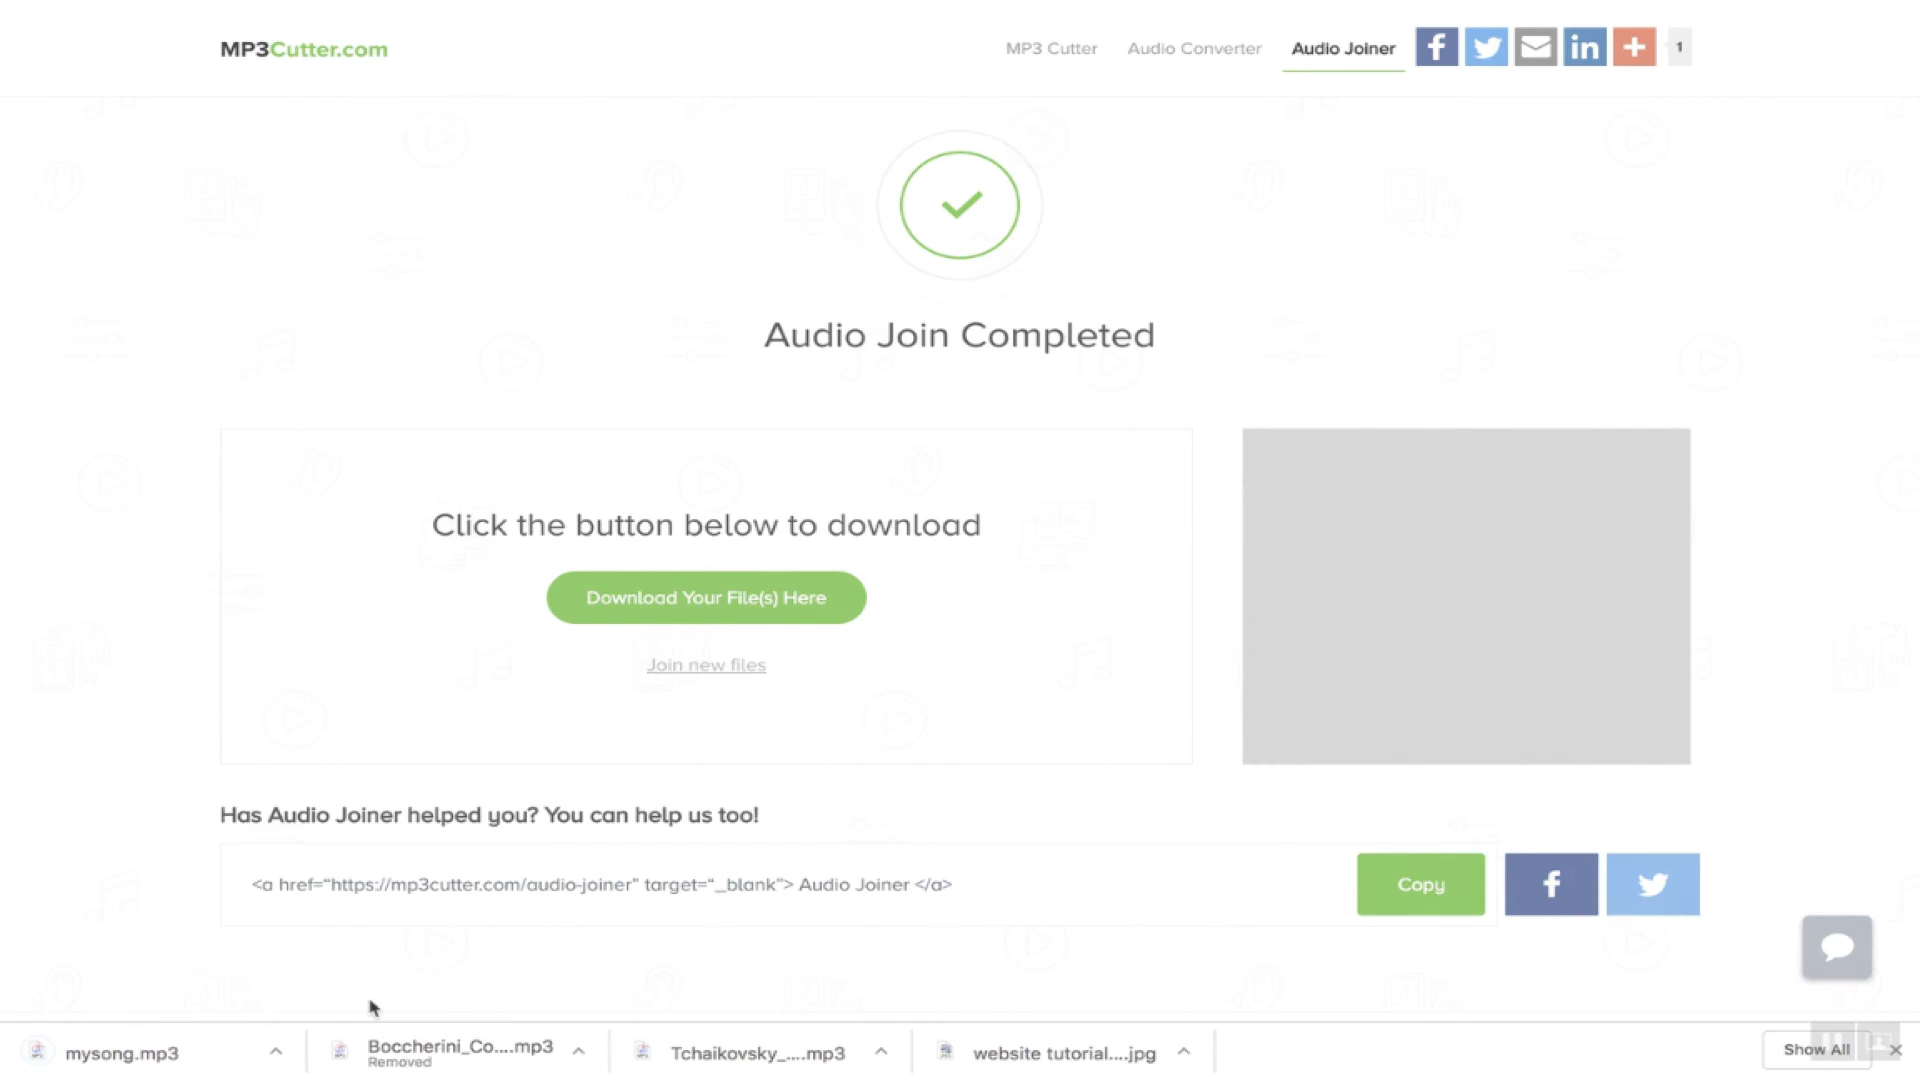 MP3Cutter.com
MP3 Cutter
Audio Converter
Audio Joiner
1
Audio Join Completed
Click the button below to download
Download Your File(s) Here
Join new files
Has Audio Joiner helped you? You can help us too!
<a href=“https://mp3cutter.com/audio-joiner” target=“_blank”> Audio Joiner </a>
Copy
mysong.mp3
Boccherini_Co....mp3
Removed
Tchaikovsky_....mp3
website tutorial....jpg
Show All